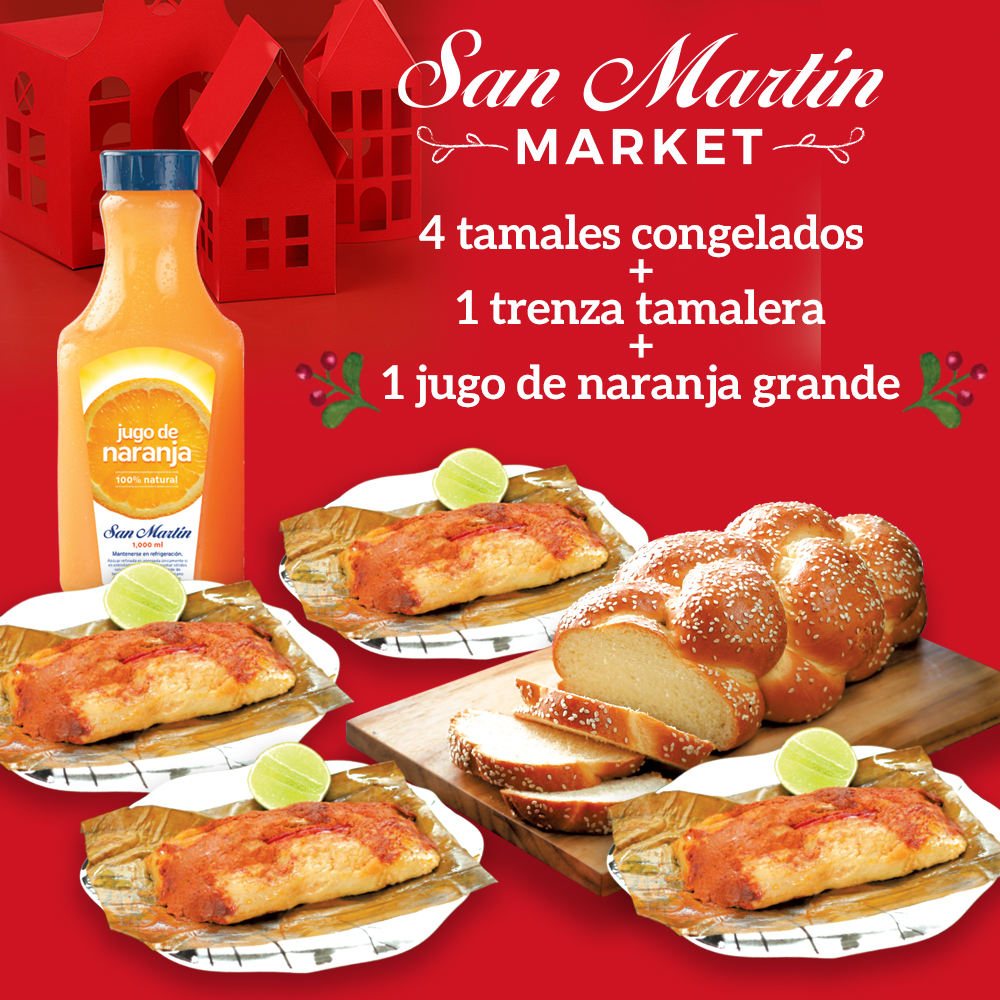 San Martín
MARKET
4 tamales congelados
+
1 trenza tamalera
+
1 jugo de naranja grande
jugo de
naranja
100% natural
San Martín
1,000 ml
Mantenerse en refrigeración.